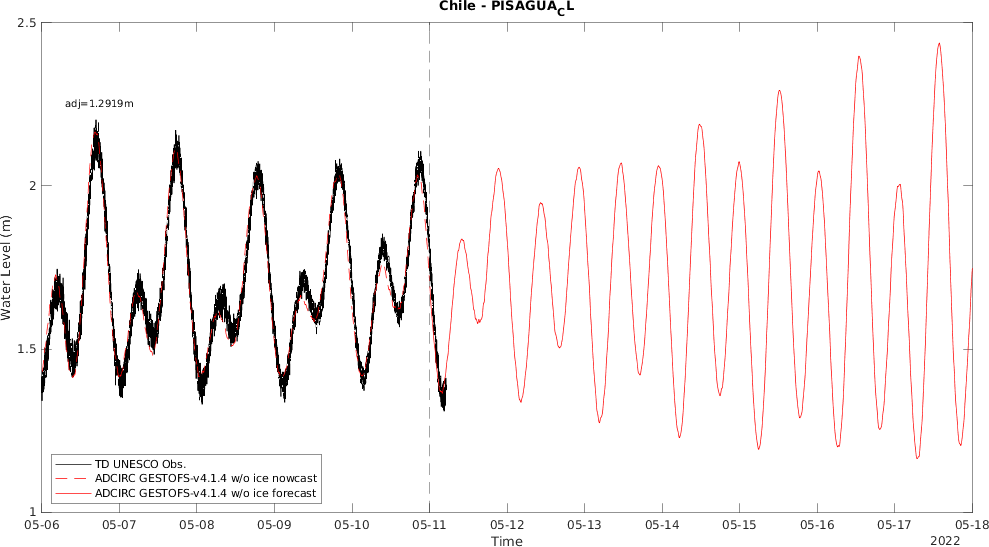 Chile - PISAGUA_CL
2.5
adj=1.2919m
2
Water Level (m)
1.5
TD UNESCO Obs.
ADCIRC GESTOFS-v4.1.4 w/o ice nowcast
ADCIRC GESTOFS-v4.1.4 w/o ice forecast
1
05-06 05-07 05-08 05-09 05-10 05-11 05-12 05-13 05-14 05-15 05-16 05-17 05-18
Time
2022